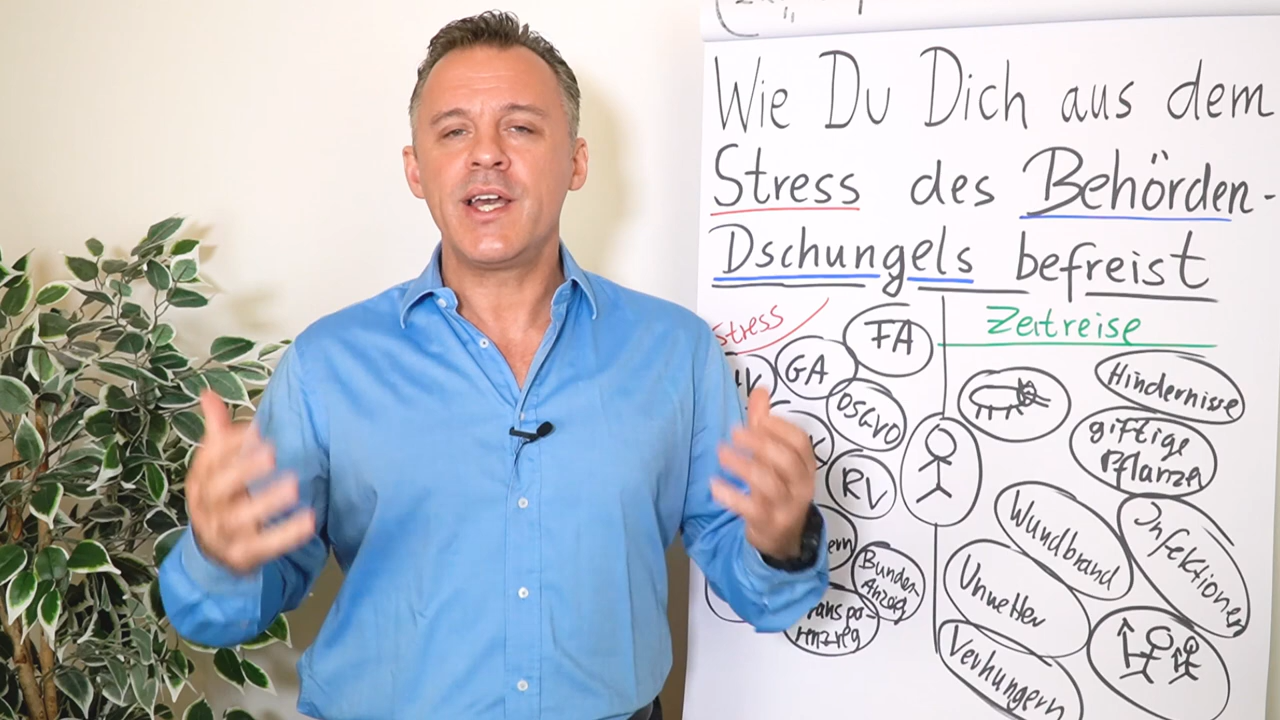 Wie Du Dich aus dem
Stress des Behörden-
Dschungels befreist
Stress
FA
GA
DSGVO
RV
Bundes-
Anzeig
Zeitreise
Hindernisse
giftige
Pflanzen
Wundbrand
Infektionen
Unwetter
Verhungern